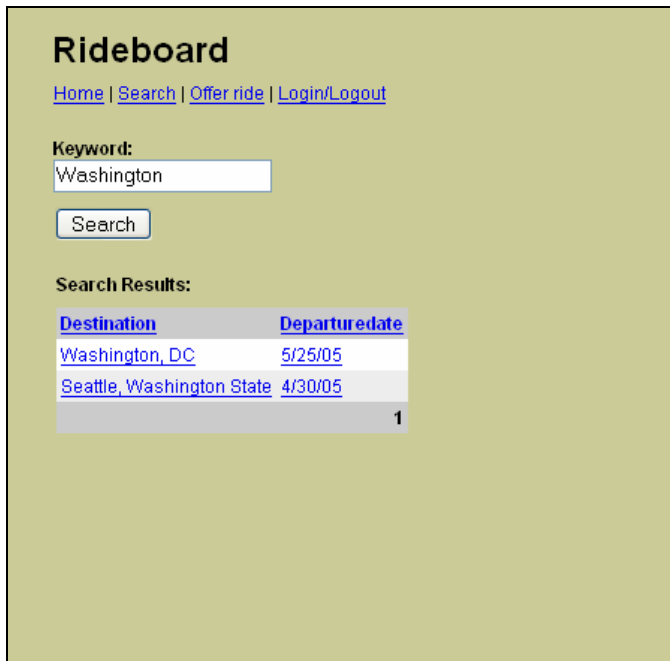 Rideboard
Home | Search | Offer ride | Login/Logout
Keyword:
Washington
Search
Search Results:
Destination Departuredate
Washington, DC 5/25/05
Seattle, Washington State 4/30/05
1